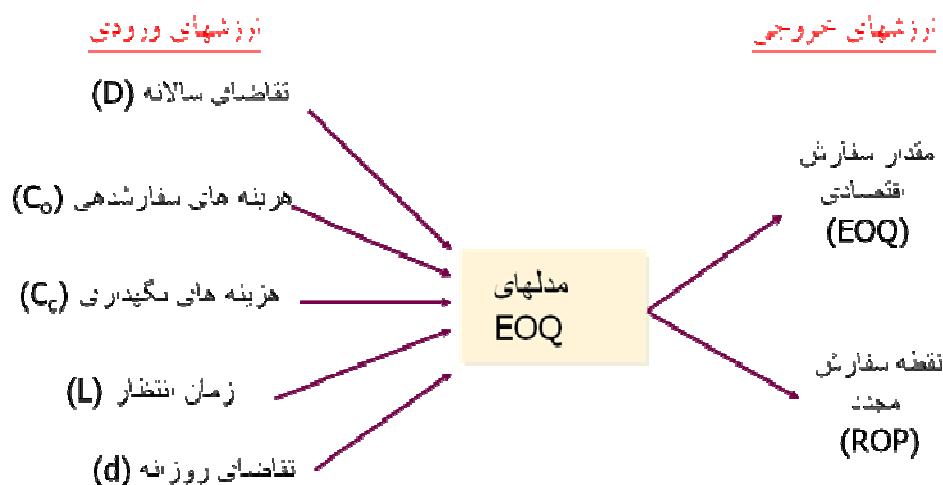 ارزشهای ورودی
تقاضای سالانه (D)
هزینه های سفارشدهی (Co)
هزینه های نگهداری (Cc)
زمان انتظار (L)
تقاضای روزانه (d)
مدلهای
EOQ
ارزشهای خروجی
مقدار سفارش
اقتصادی
(EOQ)
نقطه سفارش
مجدد
(ROP)